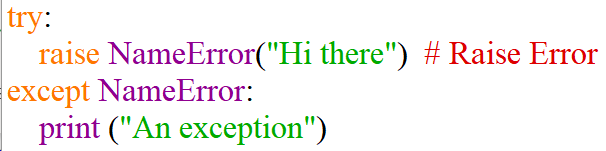 try:
    raise NameError("Hi there")  # Raise Error
except NameError:
    print ("An exception")